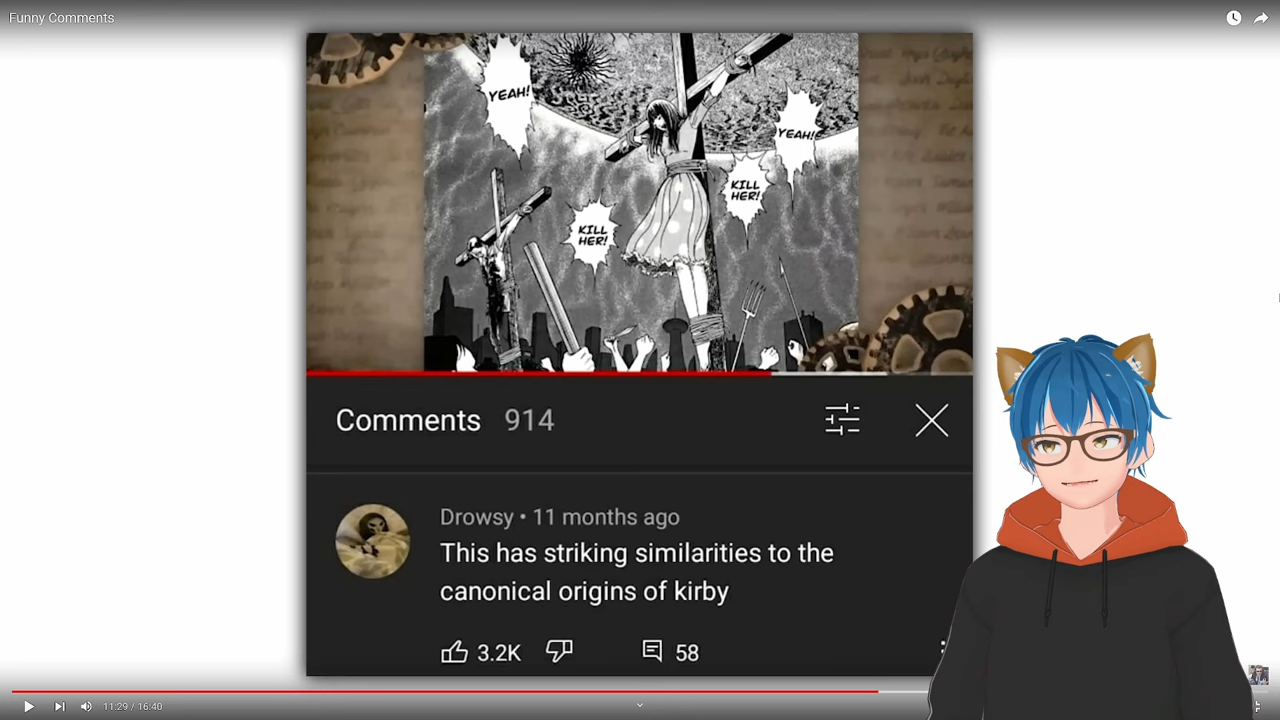 Funny Comments
YEAH!
YEAH!
KILL
HER!
KILL
HER!
Comments 914
Drowsy • 11 months ago
This has striking similarities to the
canonical origins of kirby
3.2K 58
11:29 / 16:40